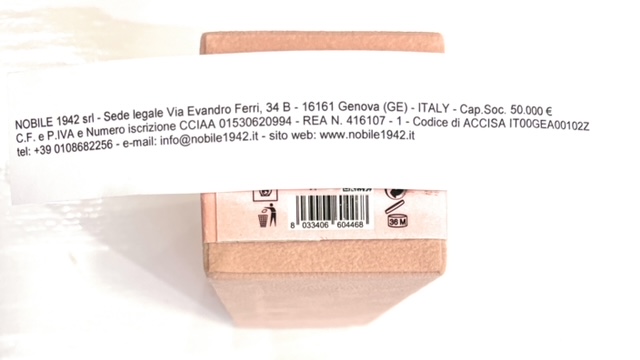 NOBILE 1942 srl - Sede legale Via Evandro Ferri, 34 B - 16161 Genova (GE) - ITALY - Cap.Soc. 50.000 €
C.F. e P.IVA e Numero iscrizione CCIAA 01530620994 - REA N. 416107 - 1 - Codice di ACCISA IT00GEA00102Z
tel: +39 0108682256 - e-mail: info@nobile1942.it - sito web: www.nobile1942.it
36 M
8 033406 604468